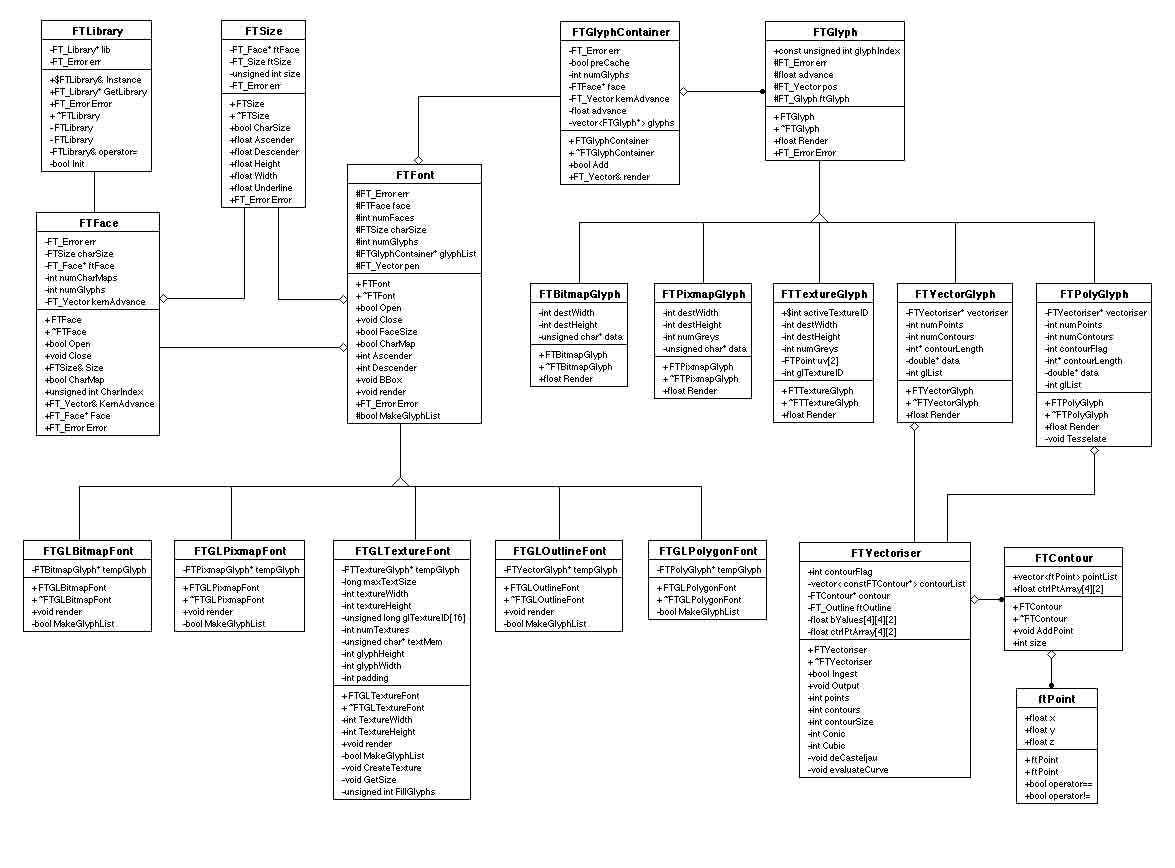 FTLibrary
-FT_Library* lib
-FT_Error err
+$FTLibrary& Instance
+FT_Library* GetLibrary
+FT_Error Error
+ ~FTLibrary
-FTLibrary
-FTLibrary
-FTLibrary& operator=
-bool Init
FTSize
-FT_Face* ftFace
-FT_Size ftSize
-unsigned int size
-FT_Error err
+FTSize
+ ~FTSize
+bool CharSize
+float Ascender
+float Descender
+float Height
+float Width
+float Underline
+FT_Error Error
FTGlyphContainer
-FT_Error err
-bool preCache
-int numGlyphs
-FTFace* face
-FT_Vector kernAdvance
-float advance
-vector<FTGlyph*> glyphs
+FTGlyphContainer
+ ~FTGlyphContainer
+bool Add
+FT_Vector& render
FTGlyph
+const unsigned int glyphIndex
#FT_Error err
#float advance
#FT_Vector pos
#FT_Glyph ftGlyph
+FTGlyph
+ ~FTGlyph
+float Render
+FT_Error Error
FTFace
-FT_Error err
-FTSize charSize
-FT_Face* ftFace
-int numCharMaps
-int numGlyphs
-FT_Vector kernAdvance
+FTFace
+ ~FTFace
+bool Open
+void Close
+FTSize& Size
+bool CharMap
+unsigned int CharIndex
+FT_Vector& KernAdvance
+FT_Face* Face
+FT_Error Error
FTFont
#FT_Error err
#FTFace face
#int numFaces
#FTSize charSize
#int numGlyphs
#FTGlyphContainer* glyphList
#FT_Vector pen
+FTFont
+ ~FTFont
+bool Open
+void Close
+bool FaceSize
+bool CharMap
+int Ascender
+int Descender
+void BBox
+void render
+FT_Error Error
#bool MakeGlyphList
FTBitmapGlyph
-int destWidth
-int destHeight
-unsigned char* data
+FTBitmapGlyph
+ ~FTBitmapGlyph
+float Render
FTPixmapGlyph
-int destWidth
-int destHeight
-int numGreys
-unsigned char* data
+FTPixmapGlyph
+ ~FTPixmapGlyph
+float Render
FTTextureGlyph
+$int activeTextureID
-int destWidth
-int destHeight
-int numGreys
-FTPoint uv[2]
-int glTextureID
+FTTextureGlyph
+ ~FTTextureGlyph
+float Render
FTVectorGlyph
-FTVectoriser* vectoriser
-int numPoints
-int numContours
-int* contourLength
-double* data
-int glList
+FTVectorGlyph
+ ~FTVectorGlyph
+float Render
FTPolyGlyph
-FTVectoriser* vectoriser
-int numPoints
-int numContours
-int contourFlag
-int* contourLength
-double* data
-int glList
+FTPolyGlyph
+ ~FTPolyGlyph
+float Render
-void Tesselate
FTGLBitmapFont
-FTBitmapGlyph* tempGlyph
+FTGLBitmapFont
+ ~FTGLBitmapFont
+void render
-bool MakeGlyphList
FTGLPixmapFont
-FTPixmapGlyph* tempGlyph
+FTGLPixmapFont
+ ~FTGLPixmapFont
+void render
-bool MakeGlyphList
FTGLTextureFont
-FTTextureGlyph* tempGlyph
-long maxTextSize
-int textureWidth
-int textureHeight
-unsigned long glTextureID[16]
-int numTextures
-unsigned char* textMem
-int glyphHeight
-int glyphWidth
-int padding
+FTGLTextureFont
+ ~FTGLTextureFont
+int TextureWidth
+int TextureHeight
+void render
-bool MakeGlyphList
-void CreateTexture
-void GetSize
-unsigned int FillGlyphs
FTGLOutlineFont
-FTVectorGlyph* tempGlyph
+FTGLOutlineFont
+ ~FTGLOutlineFont
+void render
-bool MakeGlyphList
FTGLPolygonFont
-FTPolyGlyph* tempGlyph
+FTGLPolygonFont
+ ~FTGLPolygonFont
-bool MakeGlyphList
FTVectoriser
+int contourFlag
-vector< constFTContour*> contourList
-FTContour* contour
-FT_Outline ftOutline
-float bValues[4][4][2]
-float ctrlPtArray[4][2]
+FTVectoriser
+ ~FTVectoriser
+bool Ingest
+void Output
+int points
+int contours
+int contourSize
-int Conic
-int Cubic
-void deCasteljau
-void evaluateCurve
FTContour
+vector<ftPoint> pointList
+float ctrlPtArray[4][2]
+FTContour
+ ~FTContour
+void AddPoint
+int size
ftPoint
+float x
+float y
+float z
+ftPoint
+ftPoint
+bool operator==
+bool operator!=